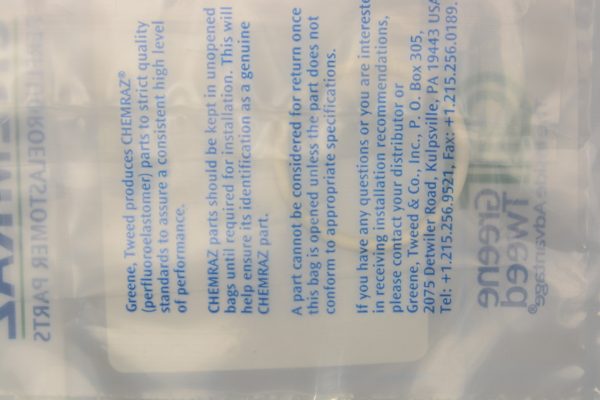 Greene, Tweed produces CHEMRAZ®
(perfluoroelastomer) parts to strict quality
standards to assure a consistent high level
of performance.
CHEMRAZ parts should be kept in unopened
bags until required for installation. This will
help ensure its identification as a genuine
CHEMRAZ part.
A part cannot be considered for return once
this bag is opened unless the part does not
conform to appropriate specifications.
If you have any questions or you are intereste
in receiving installation recommendations,
please contact your distributor or
Greene, Tweed & Co., Inc., P. O. Box 305,
2075 Detwiler Road, Kulpsville, PA 19443 USA
Tel: +1.215.256.9521, Fax: +1.215.256.0189.
Greene
Tweed
®
ROELASTOMER PARTS